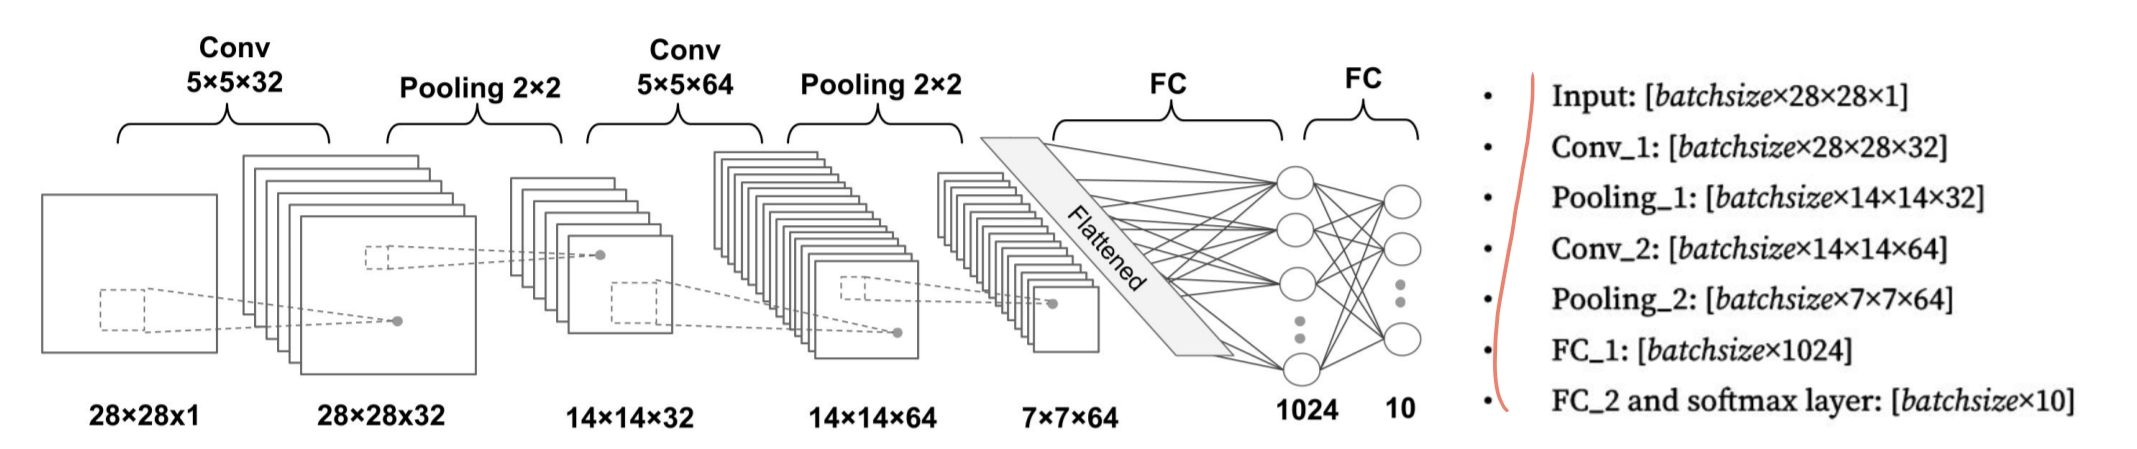 Conv
5×5×32
Pooling 2×2
Conv
5×5×64
Pooling 2×2
FC
FC
Flattened
28×28x1
28×28x32
14×14×32
14×14×64
7×7×64
1024
10
• Input: [batchsize×28×28×1]
• Conv_1: [batchsize×28×28×32]
• Pooling_1: [batchsize×14×14×32]
• Conv_2: [batchsize×14×14×64]
• Pooling_2: [batchsize×7×7×64]
• FC_1: [batchsize×1024]
• FC_2 and softmax layer: [batchsize×10]